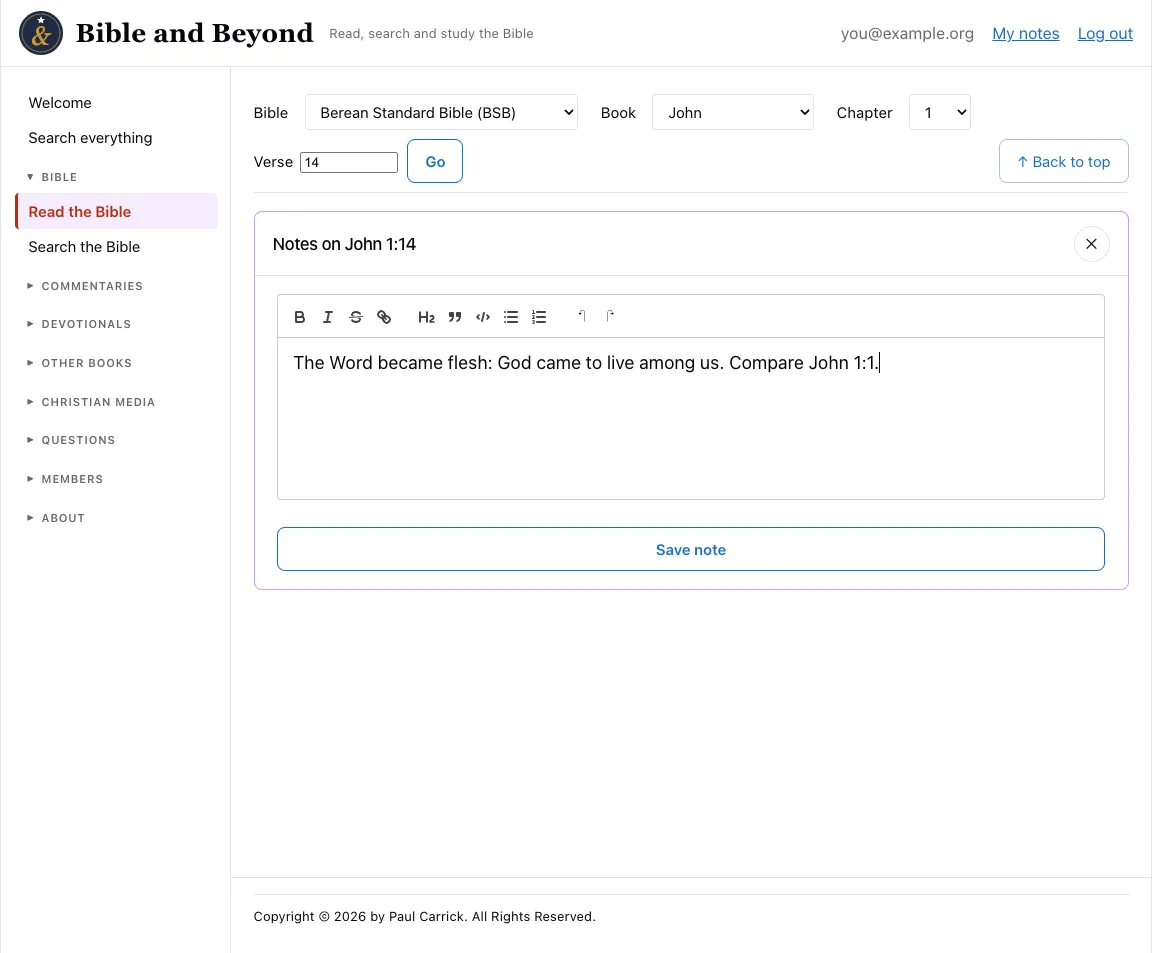 &
Bible and Beyond
Read, search and study the Bible
you@example.org
My notes
Log out
Welcome
Search everything
▼ BIBLE
Read the Bible
Search the Bible
► COMMENTARIES
► DEVOTIONALS
► OTHER BOOKS
► CHRISTIAN MEDIA
► QUESTIONS
► MEMBERS
► ABOUT
Bible Berean Standard Bible (BSB) Book John Chapter 1
Verse 14 Go ↑ Back to top
Notes on John 1:14
B I S H2
The Word became flesh: God came to live among us. Compare John 1:1.
Save note
Copyright © 2026 by Paul Carrick. All Rights Reserved.